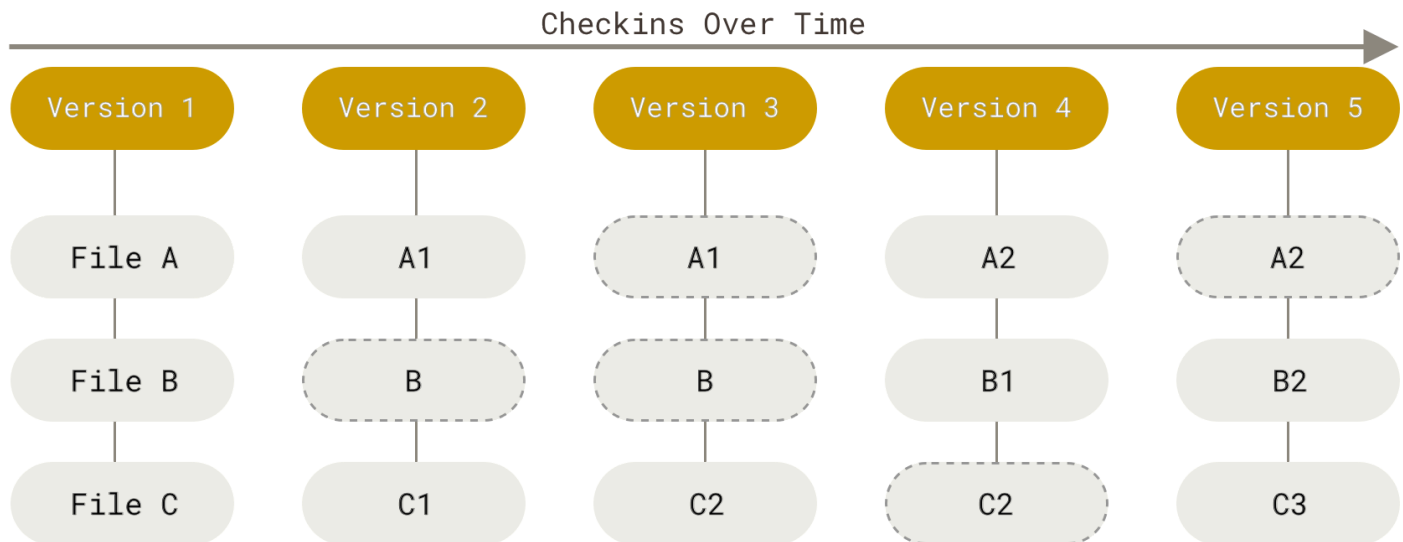 Checkins Over Time
Version 1 Version 2 Version 3 Version 4 Version 5
File A A1 A1 A2 A2
File B B B B1 B2
File C C1 C2 C2 C3